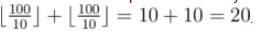 ⌊100/10⌋ + ⌊100/10⌋ = 10 + 10 = 20.